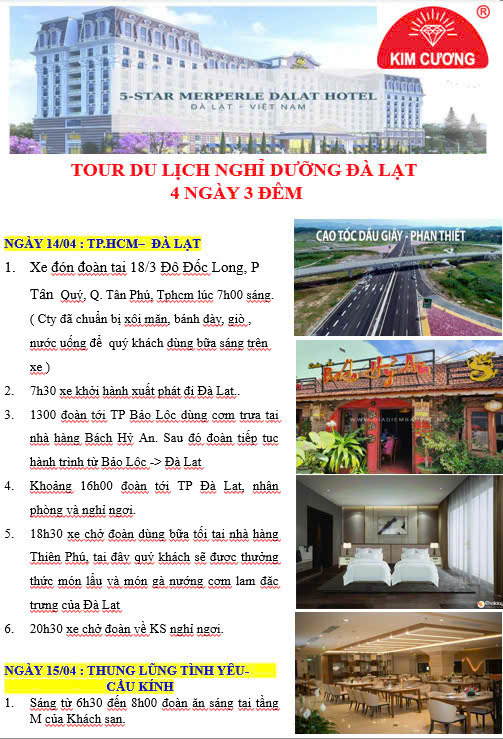 KIM CƯƠNG
®
5-STAR MERPERLE DALAT HOTEL
ĐÀ LẠT - VIỆT NAM
TOUR DU LỊCH NGHỈ DƯỠNG ĐÀ LẠT
4 NGÀY 3 ĐÊM
NGÀY 14/04 : TP.HCM– ĐÀ LẠT
1. Xe đón đoàn tại 18/3 Đô Đốc Long, P
Tân Quý, Q. Tân Phú, Tphcm lúc 7h00 sáng.
( Cty đã chuẩn bị xôi mặn, bánh dày, giò ,
nước uống để quý khách dùng bữa sáng trên
xe )
2. 7h30 xe khởi hành xuất phát đi Đà Lạt..
3. 1300 đoàn tới TP Bảo Lộc dùng cơm trưa tại
nhà hàng Bách Hỷ An. Sau đó đoàn tiếp tục
hành trình từ Bảo Lộc -> Đà Lạt
4. Khoảng 16h00 đoàn tới TP Đà Lạt, nhận
phòng và nghỉ ngơi.
5. 18h30 xe chở đoàn dùng bữa tối tại nhà hàng
Thiên Phú, tại đây quý khách sẽ được thưởng
thức món lẩu và món gà nướng cơm lam đặc
trưng của Đà Lạt
6. 20h30 xe chở đoàn về KS nghỉ ngơi.
NGÀY 15/04 : THUNG LŨNG TÌNH YÊU-
CẦU KÍNH
1. Sáng từ 6h30 đến 8h00 đoàn ăn sáng tại tầng
M của Khách sạn.
CAO TỐC DẦU GIÂY - PHAN THIẾT